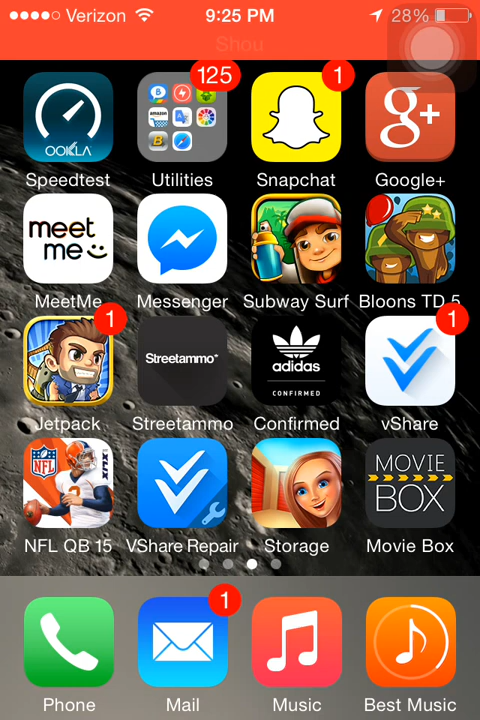 Verizon 9:25 PM 28%
Shou
125 1
OOKLA g+
Speedtest Utilities Snapchat Google+
meet me
MeetMe Messenger Subway Surf Bloons TD 5
1 1
Streetammo* adidas CONFIRMED
Jetpack Streetammo Confirmed vShare
NFL XLIX MOVIE BOX
NFL QB 15 VShare Repair Storage Movie Box
1
Phone Mail Music Best Music